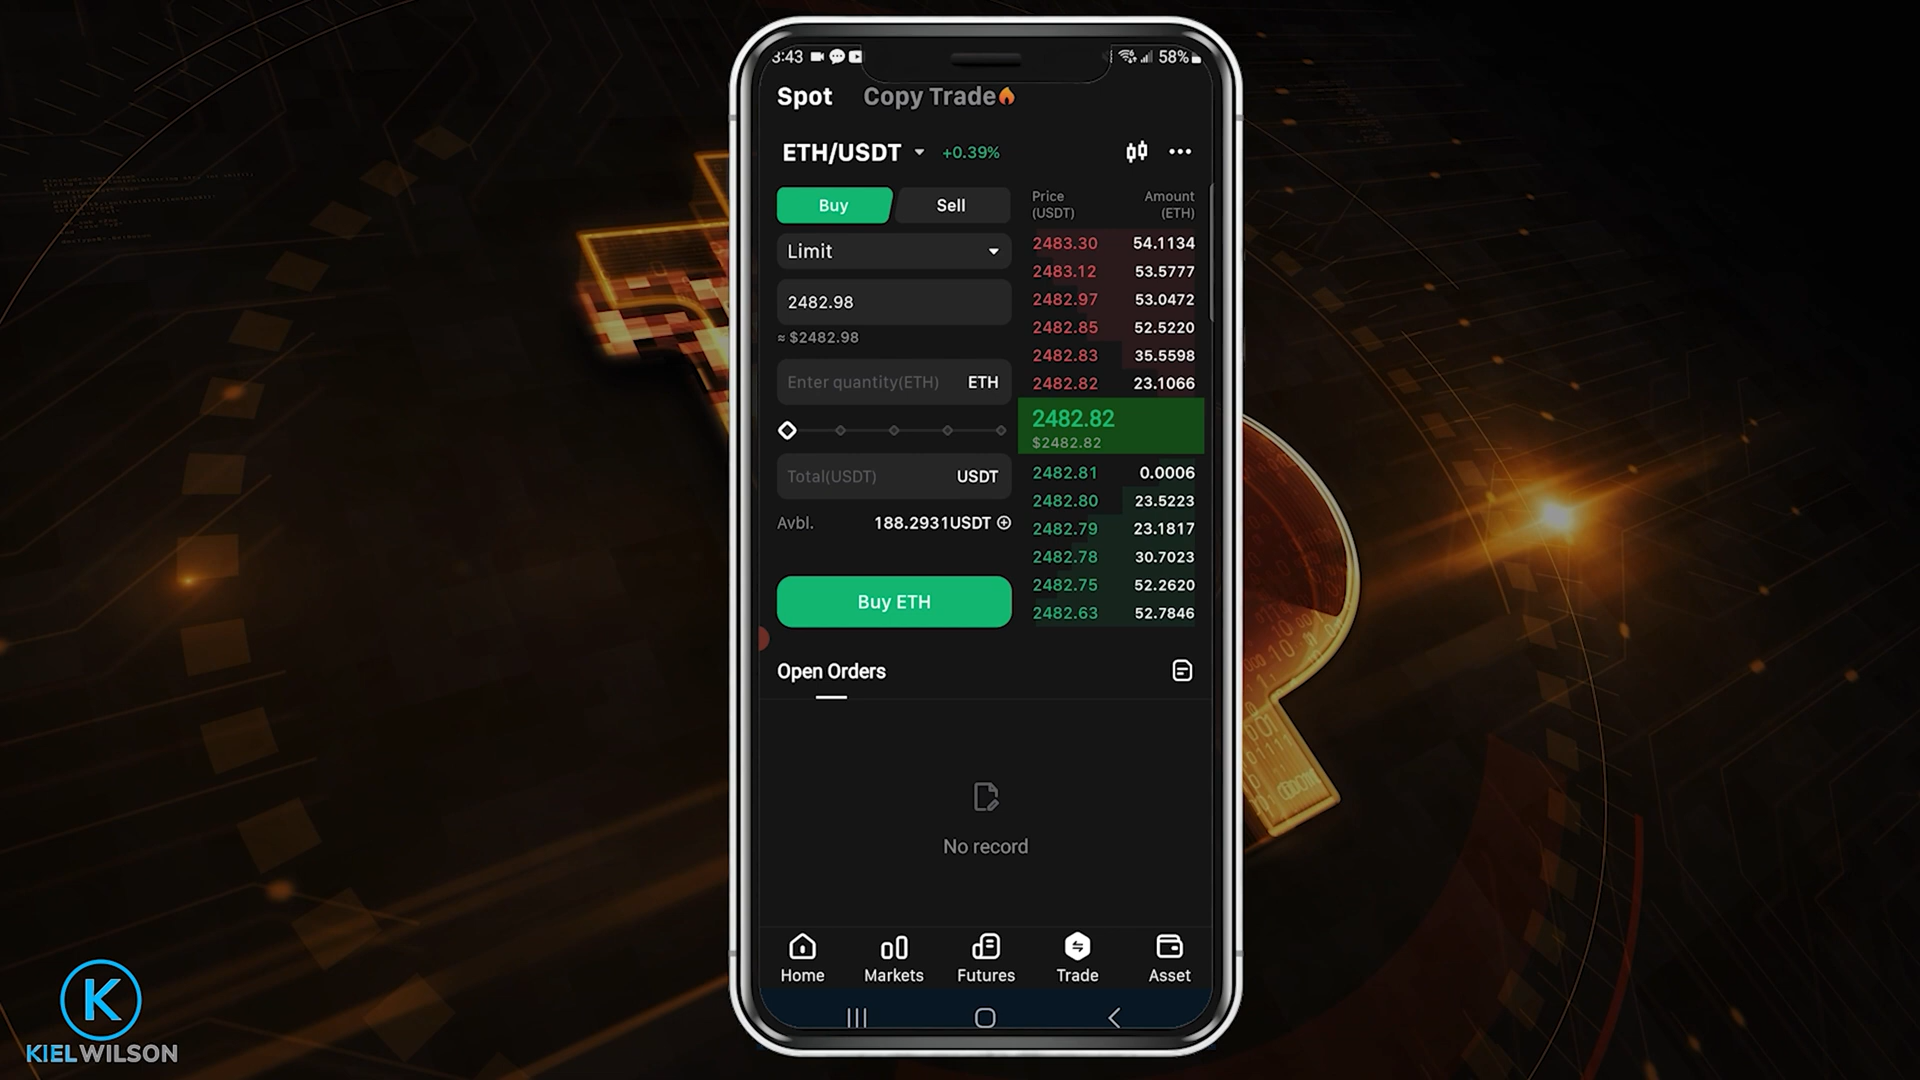 3:43
58%
Spot Copy Trade
ETH/USDT +0.39%
Buy Sell
Limit
2482.98
≈ $2482.98
Enter quantity(ETH) ETH
Total(USDT) USDT
Avbl. 188.2931USDT
Buy ETH
Price Amount
(USDT) (ETH)
2483.30 54.1134
2483.12 53.5777
2482.97 53.0472
2482.85 52.5220
2482.83 35.5598
2482.82 23.1066
2482.82
$2482.82
2482.81 0.0006
2482.80 23.5223
2482.79 23.1817
2482.78 30.7023
2482.75 52.2620
2482.63 52.7846
Open Orders
No record
Home Markets Futures Trade Asset
K
KIELWILSON